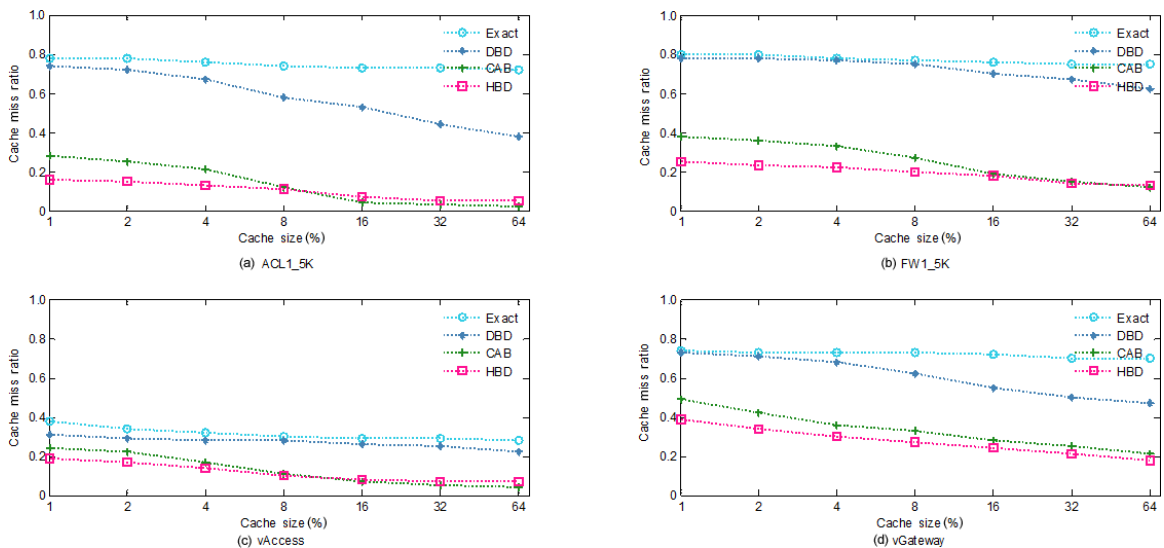 1.0
0.8
0.6
0.4
0.2
0
Cache miss ratio
Exact
DBD
CAB
HBD
1 2 4 8 16 32 64
Cache size (%)
(a) ACL1_5K
1.0
0.8
0.6
0.4
0.2
0
Cache miss ratio
Exact
DBD
CAB
HBD
1 2 4 8 16 32 64
Cache size (%)
(b) FW1_5K
1.0
0.8
0.6
0.4
0.2
0
Cache miss ratio
Exact
DBD
CAB
HBD
1 2 4 8 16 32 64
Cache size (%)
(c) vAccess
1.0
0.8
0.6
0.4
0.2
0
Cache miss ratio
Exact
DBD
CAB
HBD
1 2 4 8 16 32 64
Cache size (%)
(d) vGateway